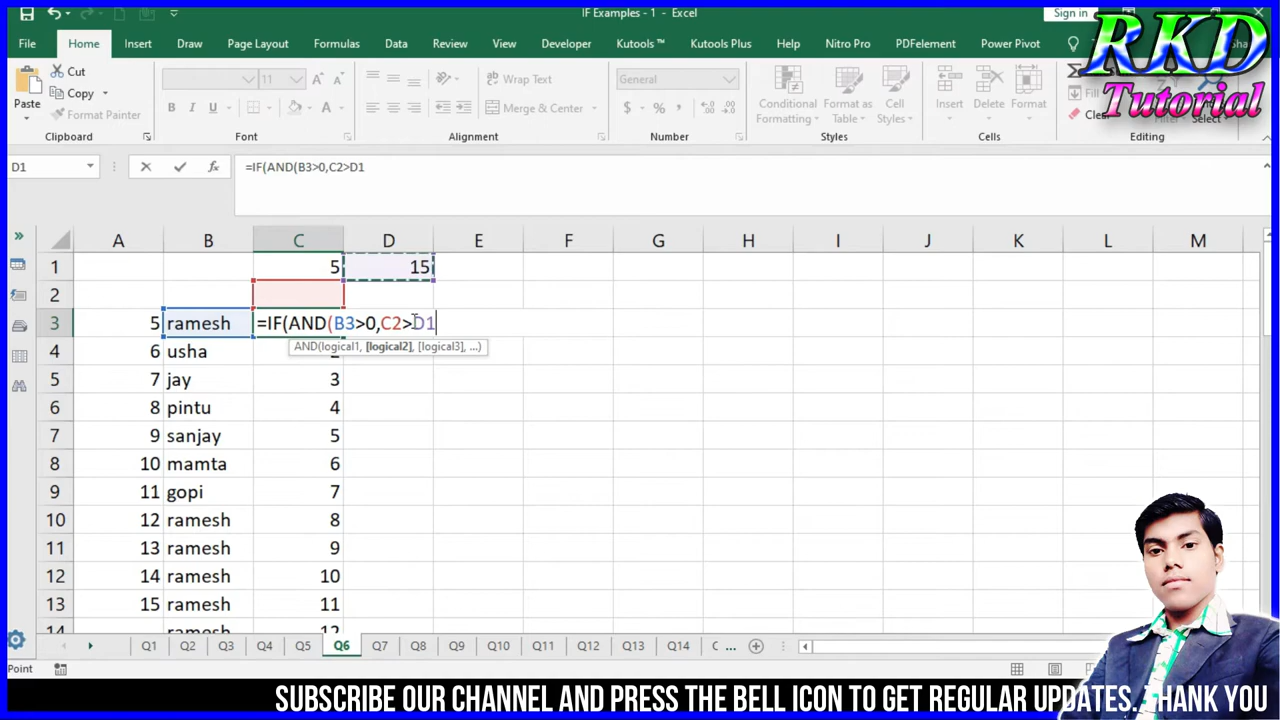 IF Examples - 1 - Excel
Sign in
RKD
Tutorial
File Home Insert Draw Page Layout Formulas Data Review View Developer Kutools ™ Kutools Plus Help Nitro Pro PDFelement Power Pivot
Cut
Copy
Format Painter
Paste
11
Wrap Text
Merge & Center
General
Conditional Formatting
Format as Table
Cell Styles
Insert
Delete
Format
Fill
Clear
Select
Clipboard Font Alignment Number Styles Cells Editing
D1
=IF(AND(B3>0,C2>D1
A B C D E F G H I J K L M
1 5 15
2
3 5 ramesh =IF(AND(B3>0,C2>D1
AND(logical1, [logical2], [logical3], ...)
4 6 usha
5 7 jay 3
6 8 pintu 4
7 9 sanjay 5
8 10 mamta 6
9 11 gopi 7
10 12 ramesh 8
11 13 ramesh 9
12 14 ramesh 10
13 15 ramesh 11
Q1 Q2 Q3 Q4 Q5 Q6 Q7 Q8 Q9 Q10 Q11 Q12 Q13 Q14 ...
Point
SUBSCRIBE OUR CHANNEL AND PRESS THE BELL ICON TO GET REGULAR UPDATES. THANK YOU